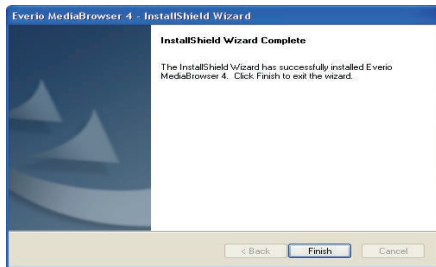 Everio MediaBrowser 4 - InstallShield Wizard
InstallShield Wizard Complete
The InstallShield Wizard has successfully installed Everio
MediaBrowser 4. Click Finish to exit the wizard.
< Back
Finish
Cancel